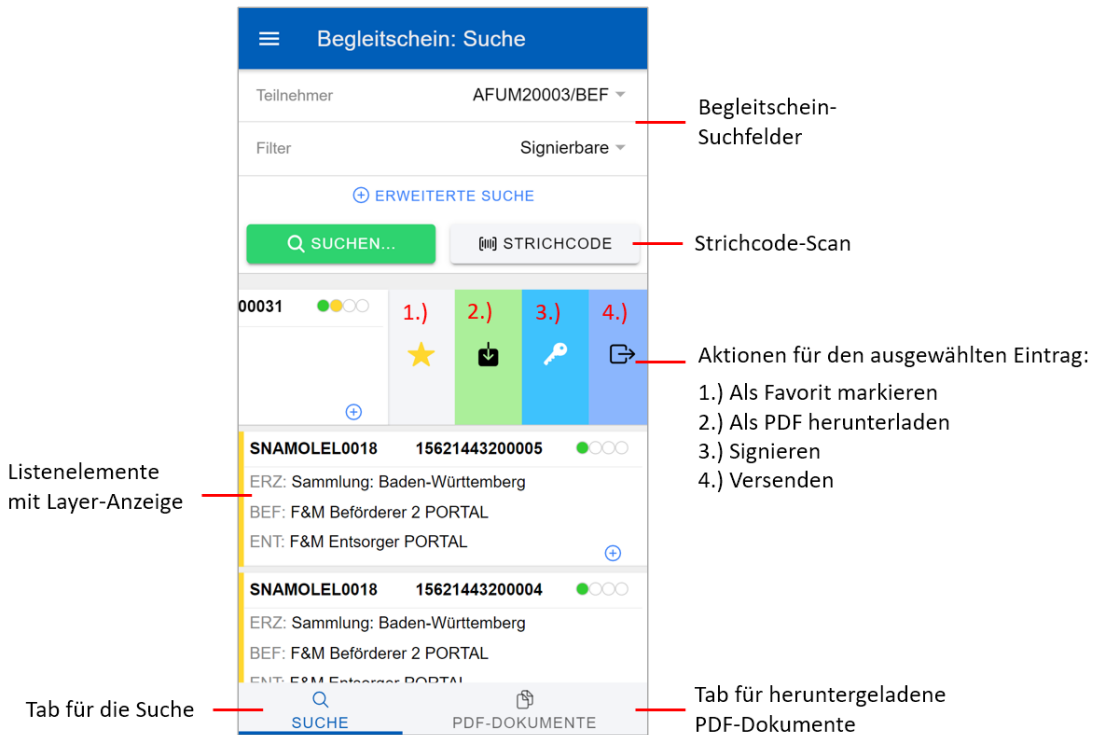 Begleitschein: Suche
Teilnehmer AFUM20003/BEF
Filter Signierbare
ERWEITERTE SUCHE
SUCHEN... STRICHCODE
00031 1.) 2.) 3.) 4.)
SNAMOLEL0018 15621443200005
ERZ: Sammlung: Baden-Württemberg
BEF: F&M Beförderer 2 PORTAL
ENT: F&M Entsorger PORTAL
SNAMOLEL0018 15621443200004
ERZ: Sammlung: Baden-Württemberg
BEF: F&M Beförderer 2 PORTAL
ENT: F&M Entsorger PORTAL
SUCHE PDF-DOKUMENTE
Begleitschein-
Suchfelder
Strichcode-Scan
Aktionen für den ausgewählten Eintrag:
1.) Als Favorit markieren
2.) Als PDF herunterladen
3.) Signieren
4.) Versenden
Listenelemente
mit Layer-Anzeige
Tab für die Suche
Tab für heruntergeladene
PDF-Dokumente